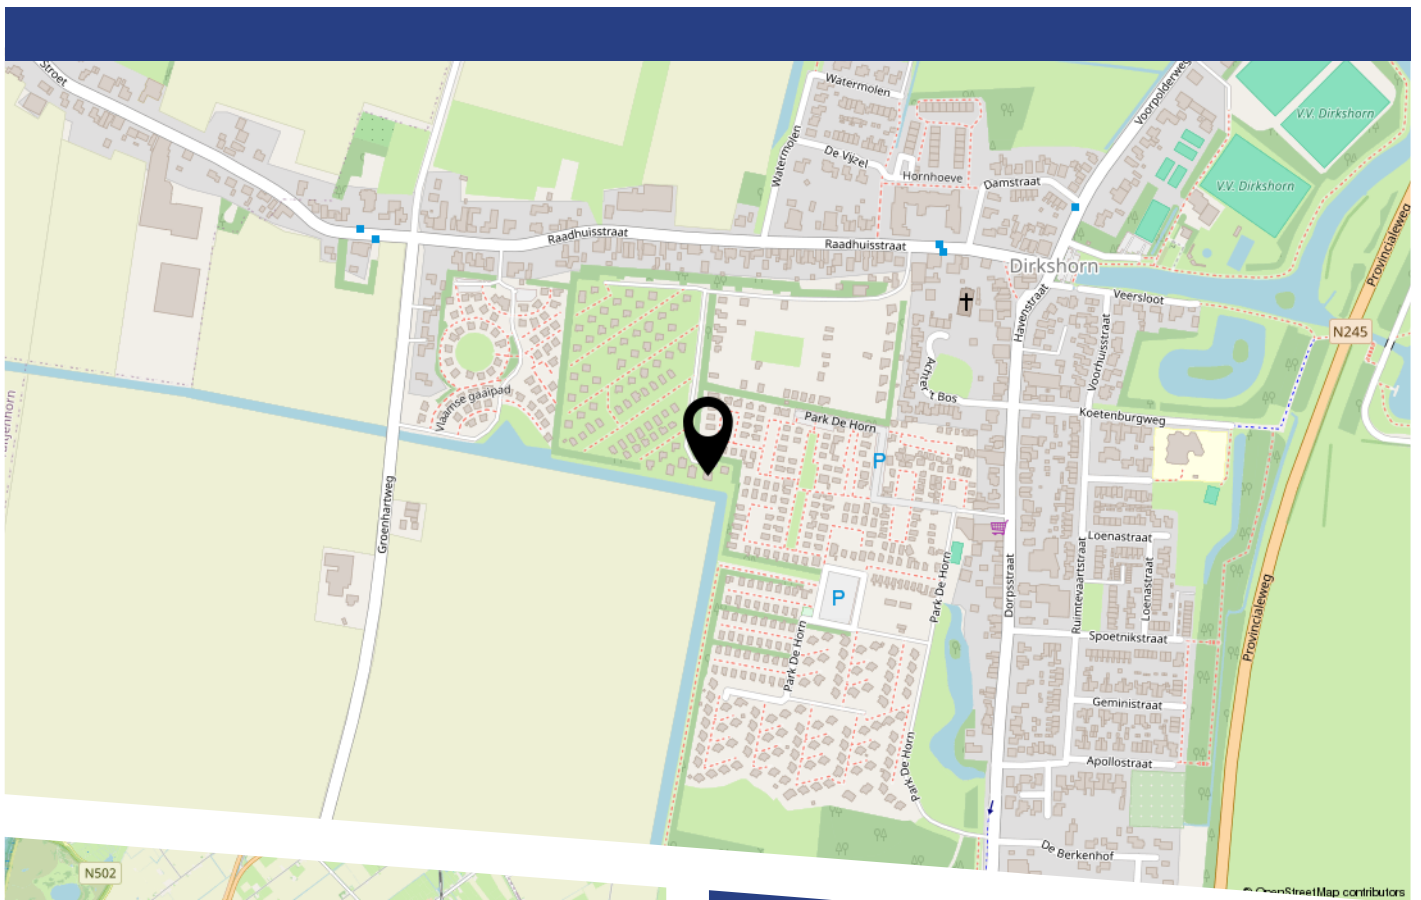 Stroet
Watermolen
Voorpolderweg
V.V. Dirkshorn
Watermolen
De Vijzel
Hornhoeve
Damstraat
V.V. Dirkshorn
Raadhuisstraat
Raadhuisstraat
Provincialeweg
Dirkshorn
Veersloot
Havenstraat
N245
Voorhuisstraat
Achter 't Bos
Vlaamse gaaipad
Park De Horn
Koetenburgweg
P
Groenhartweg
Loenastraat
Dorpsstraat
Ruimtevaartstraat
Loenastraat
Park De Horn
P
Provincialeweg
Spoetnikstraat
Park De Horn
Geministraat
Park De Horn
Apollostraat
De Berkenhof
N502
© OpenStreetMap contributors